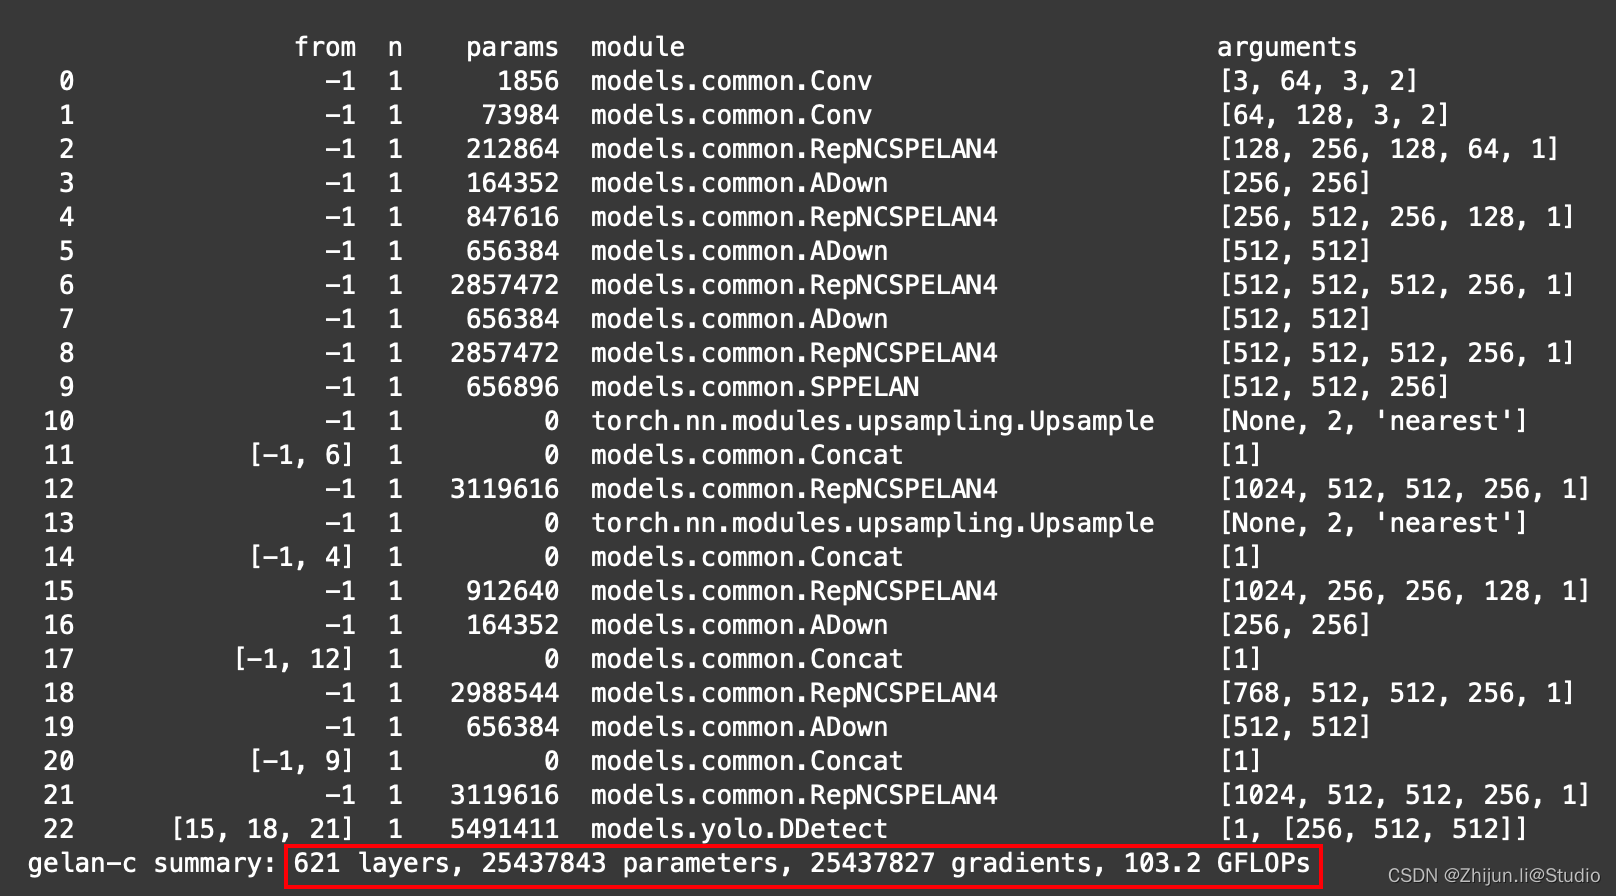 from n params module arguments
0 -1 1 1856 models.common.Conv [3, 64, 3, 2]
1 -1 1 73984 models.common.Conv [64, 128, 3, 2]
2 -1 1 212864 models.common.RepNCSPELAN4 [128, 256, 128, 64, 1]
3 -1 1 164352 models.common.ADown [256, 256]
4 -1 1 847616 models.common.RepNCSPELAN4 [256, 512, 256, 128, 1]
5 -1 1 656384 models.common.ADown [512, 512]
6 -1 1 2857472 models.common.RepNCSPELAN4 [512, 512, 512, 256, 1]
7 -1 1 656384 models.common.ADown [512, 512]
8 -1 1 2857472 models.common.RepNCSPELAN4 [512, 512, 512, 256, 1]
9 -1 1 656896 models.common.SPPELAN [512, 512, 256]
10 -1 1 0 torch.nn.modules.upsampling.Upsample [None, 2, 'nearest']
11 [-1, 6] 1 0 models.common.Concat [1]
12 -1 1 3119616 models.common.RepNCSPELAN4 [1024, 512, 512, 256, 1]
13 -1 1 0 torch.nn.modules.upsampling.Upsample [None, 2, 'nearest']
14 [-1, 4] 1 0 models.common.Concat [1]
15 -1 1 912640 models.common.RepNCSPELAN4 [1024, 256, 256, 128, 1]
16 -1 1 164352 models.common.ADown [256, 256]
17 [-1, 12] 1 0 models.common.Concat [1]
18 -1 1 2988544 models.common.RepNCSPELAN4 [768, 512, 512, 256, 1]
19 -1 1 656384 models.common.ADown [512, 512]
20 [-1, 9] 1 0 models.common.Concat [1]
21 -1 1 3119616 models.common.RepNCSPELAN4 [1024, 512, 512, 256, 1]
22 [15, 18, 21] 1 5491411 models.yolo.DDetect [1, [256, 512, 512]]
gelan-c summary: 621 layers, 25437843 parameters, 25437827 gradients, 103.2 GFLOPs
CSDN @Zhijun.li@Studio